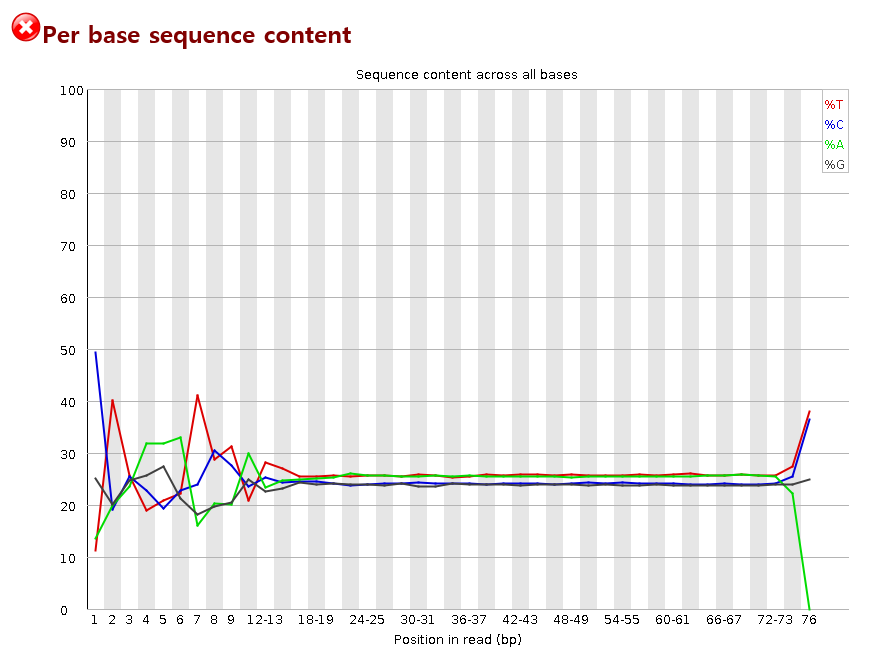 Per base sequence content
Sequence content across all bases
100
90
80
70
60
50
40
30
20
10
0
%T
%C
%A
%G
1 2 3 4 5 6 7 8 9 12-13 18-19 24-25 30-31 36-37 42-43 48-49 54-55 60-61 66-67 72-73 76
Position in read (bp)